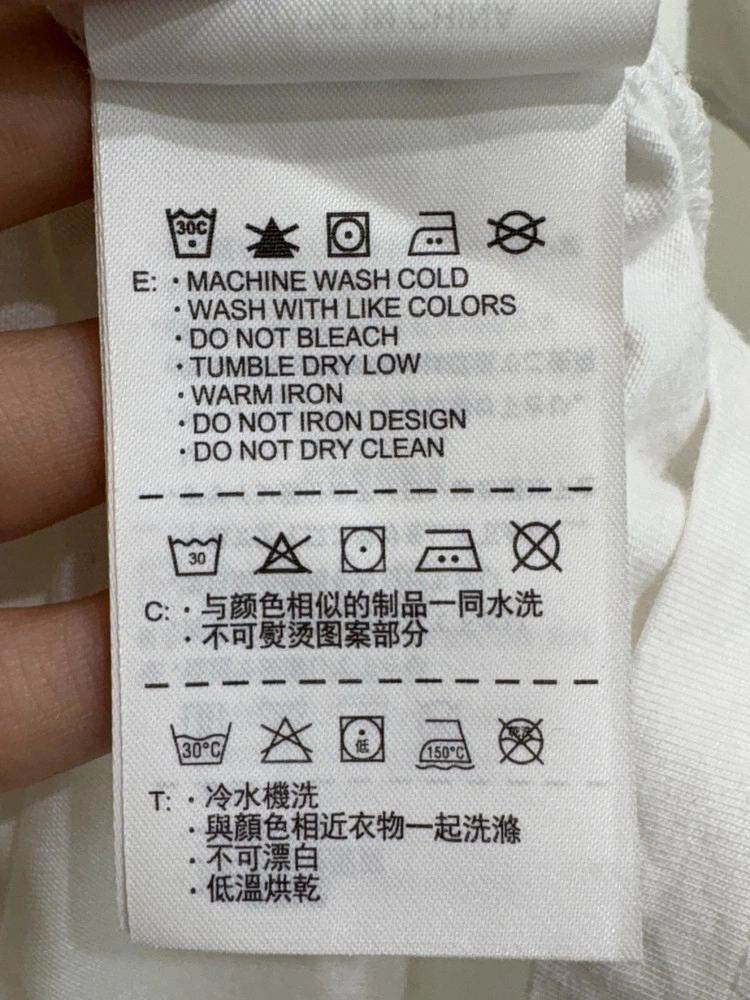 MADE IN CHINA
30C
E: · MACHINE WASH COLD
· WASH WITH LIKE COLORS
· DO NOT BLEACH
· TUMBLE DRY LOW
· WARM IRON
· DO NOT IRON DESIGN
· DO NOT DRY CLEAN
30
C: · 与颜色相似的制品一同水洗
· 不可熨烫图案部分
30°C 低 150°C
T: · 冷水機洗
· 與顏色相近衣物一起洗滌
· 不可漂白
· 低溫烘乾